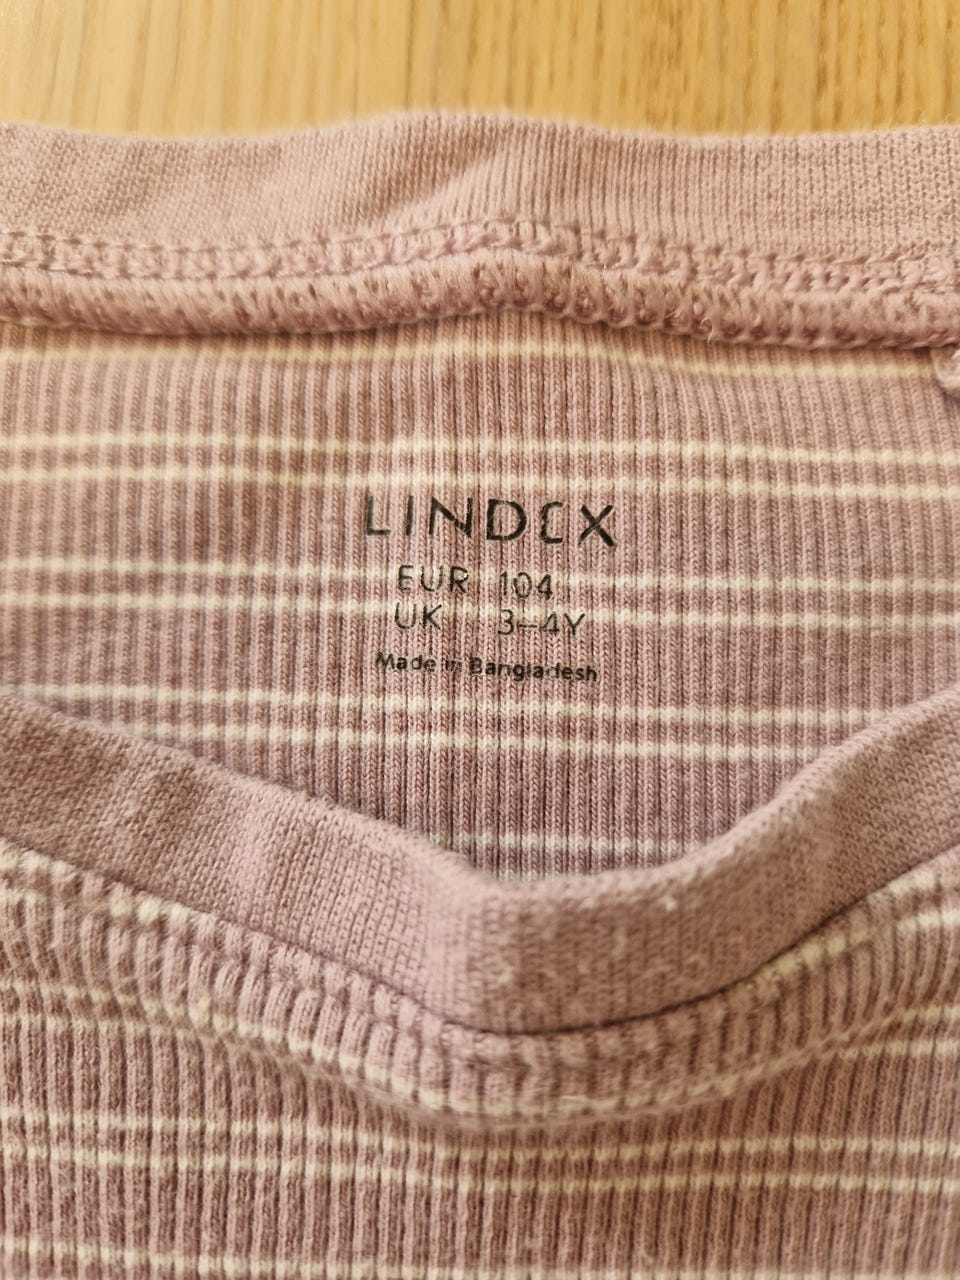 LINDEX
EUR 104
UK 3–4Y
Made in Bangladesh